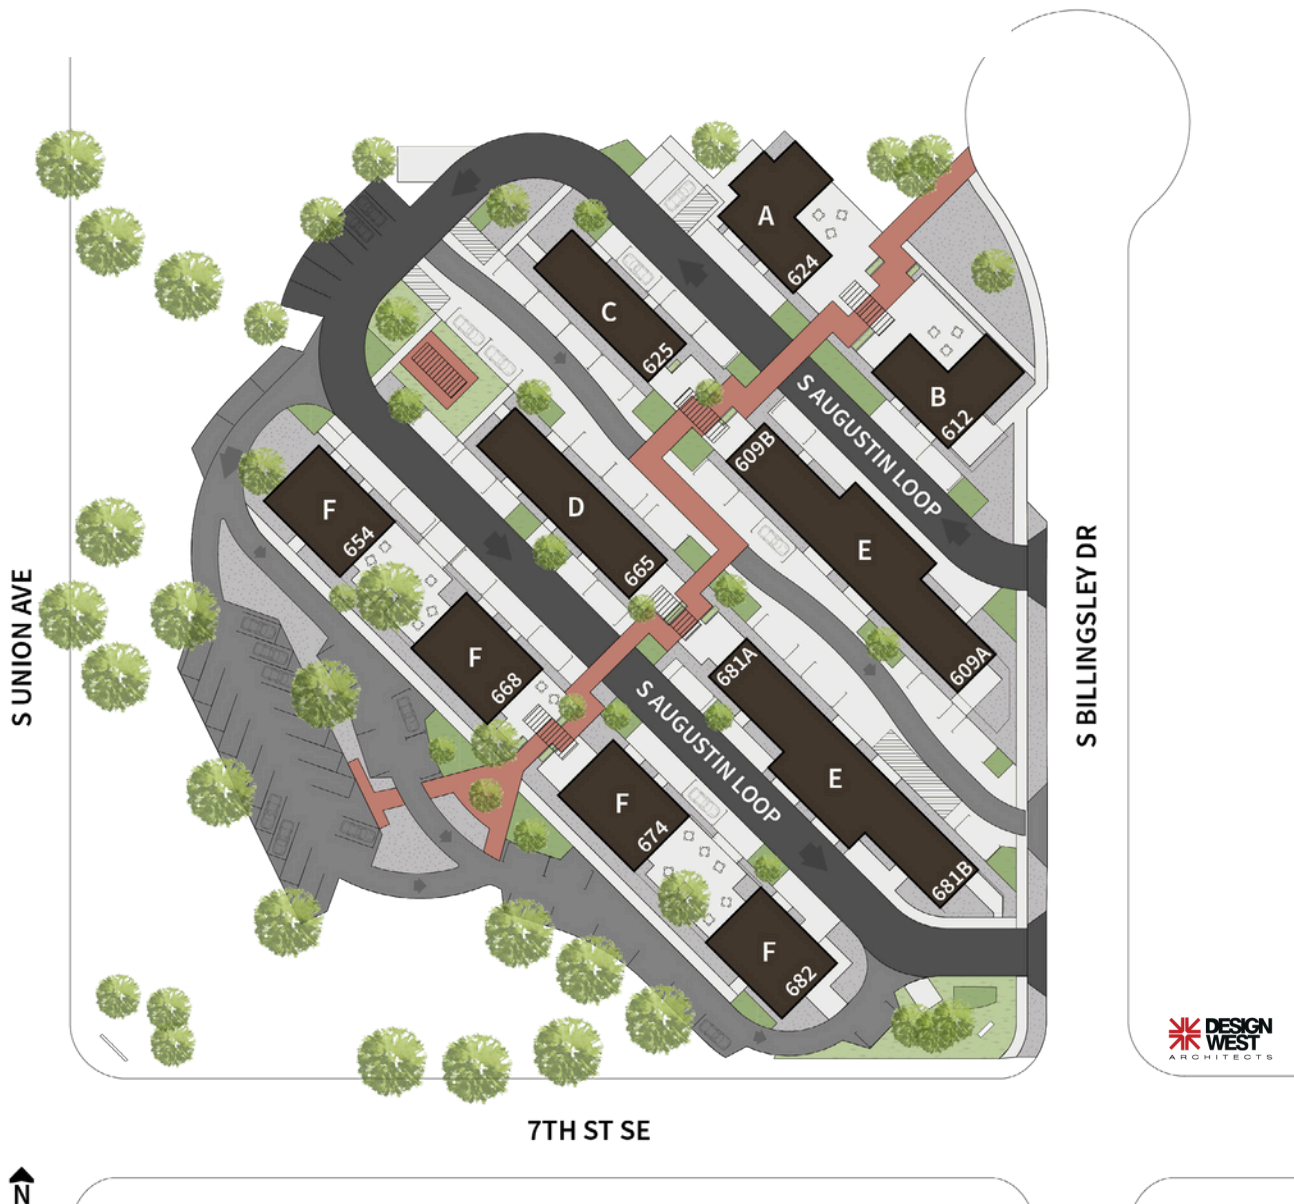 A
624
C
625
B
612
S AUGUSTIN LOOP
609B
E
609A
F
654
D
665
S UNION AVE
S BILLINGSLEY DR
F
668
681A
S AUGUSTIN LOOP
E
681B
F
674
F
682
DESIGN
WEST
ARCHITECTS
7TH ST SE
N